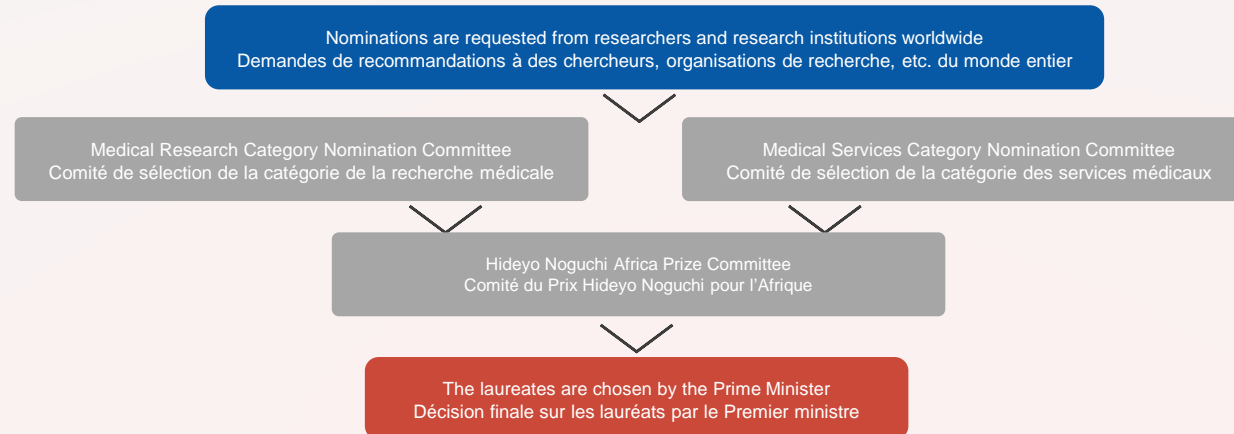 Nominations are requested from researchers and research institutions worldwide
Demandes de recommandations à des chercheurs, organisations de recherche, etc. du monde entier
Medical Research Category Nomination Committee
Comité de sélection de la catégorie de la recherche médicale
Medical Services Category Nomination Committee
Comité de sélection de la catégorie des services médicaux
Hideyo Noguchi Africa Prize Committee
Comité du Prix Hideyo Noguchi pour l’Afrique
The laureates are chosen by the Prime Minister
Décision finale sur les lauréats par le Premier ministre